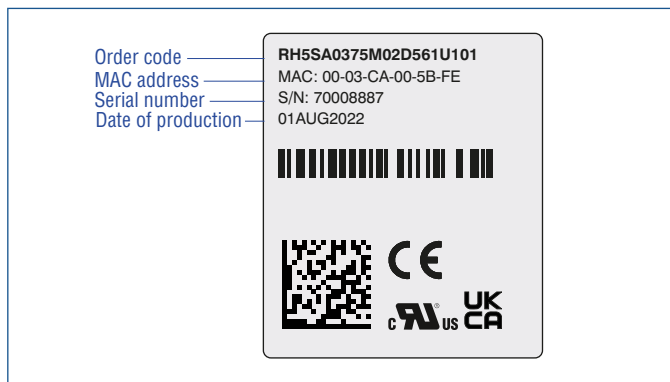 Order code
MAC address
Serial number
Date of production
RH5SA0375M02D561U101
MAC: 00-03-CA-00-5B-FE
S/N: 70008887
01AUG2022
CE
c RU® US
UK
CA